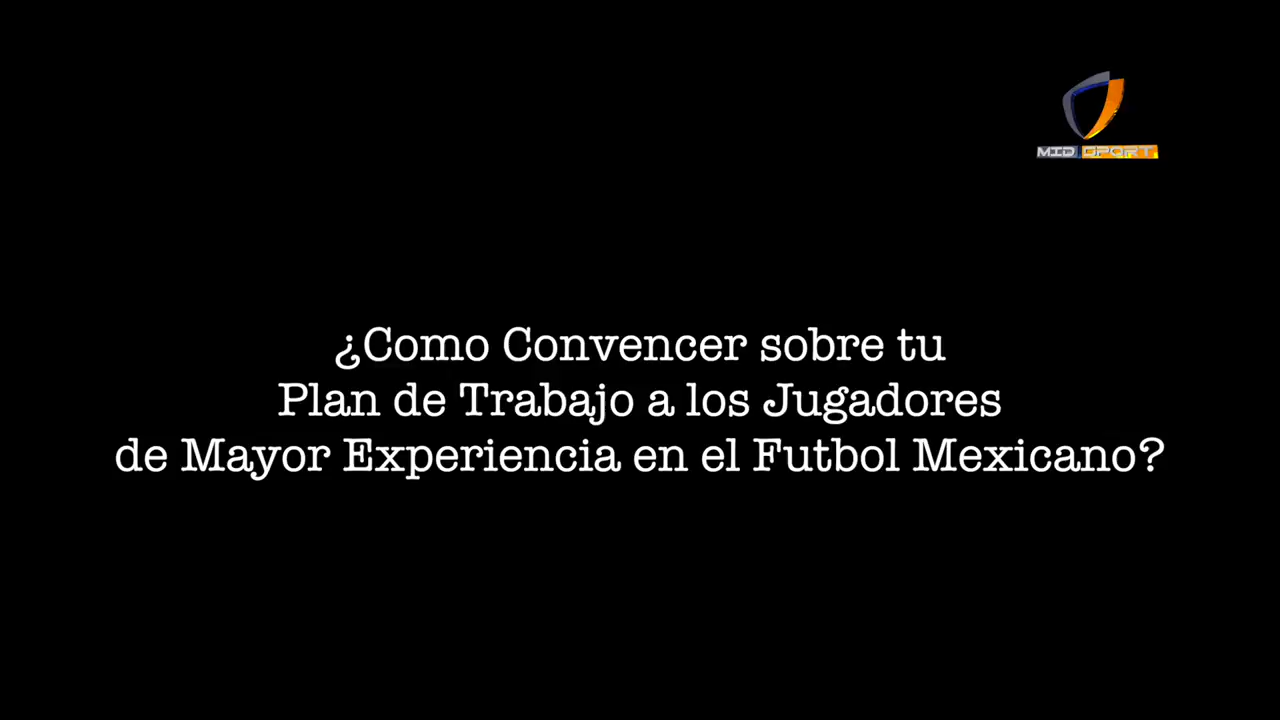 MID SPORT
¿Como Convencer sobre tu
Plan de Trabajo a los Jugadores
de Mayor Experiencia en el Futbol Mexicano?